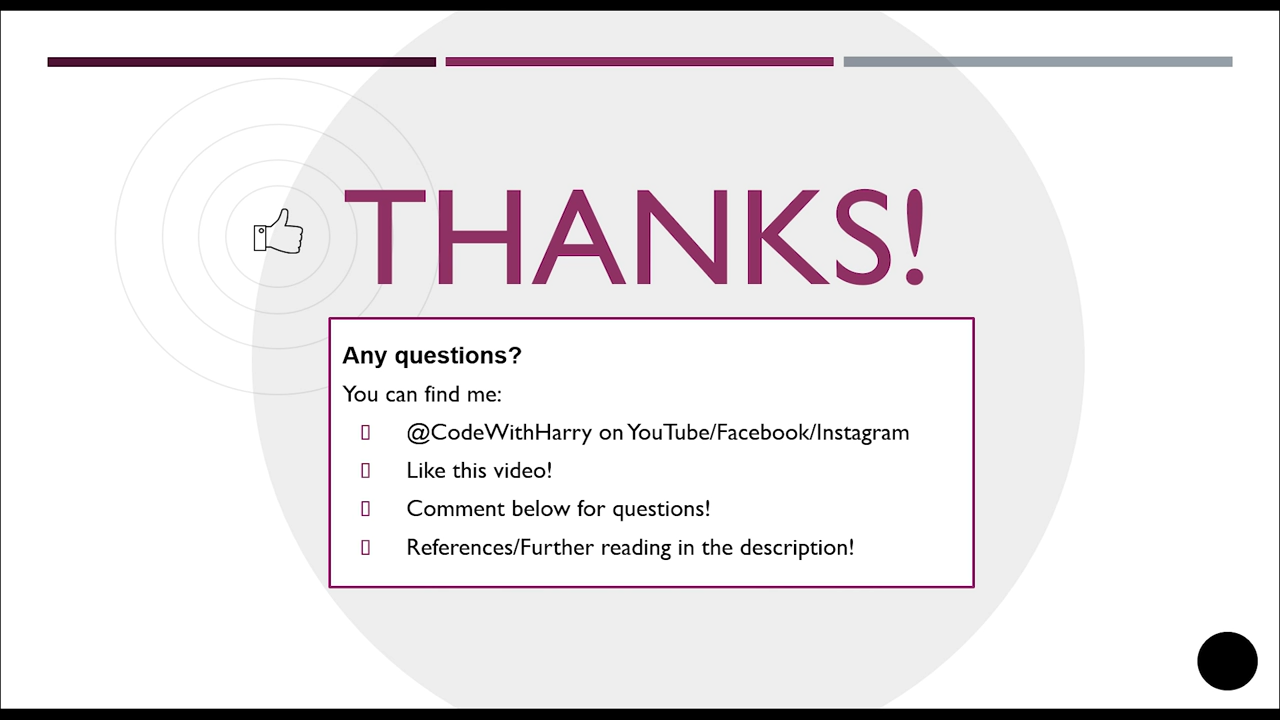 THANKS!
Any questions?
You can find me:
@CodeWithHarry on YouTube/Facebook/Instagram
Like this video!
Comment below for questions!
References/Further reading in the description!